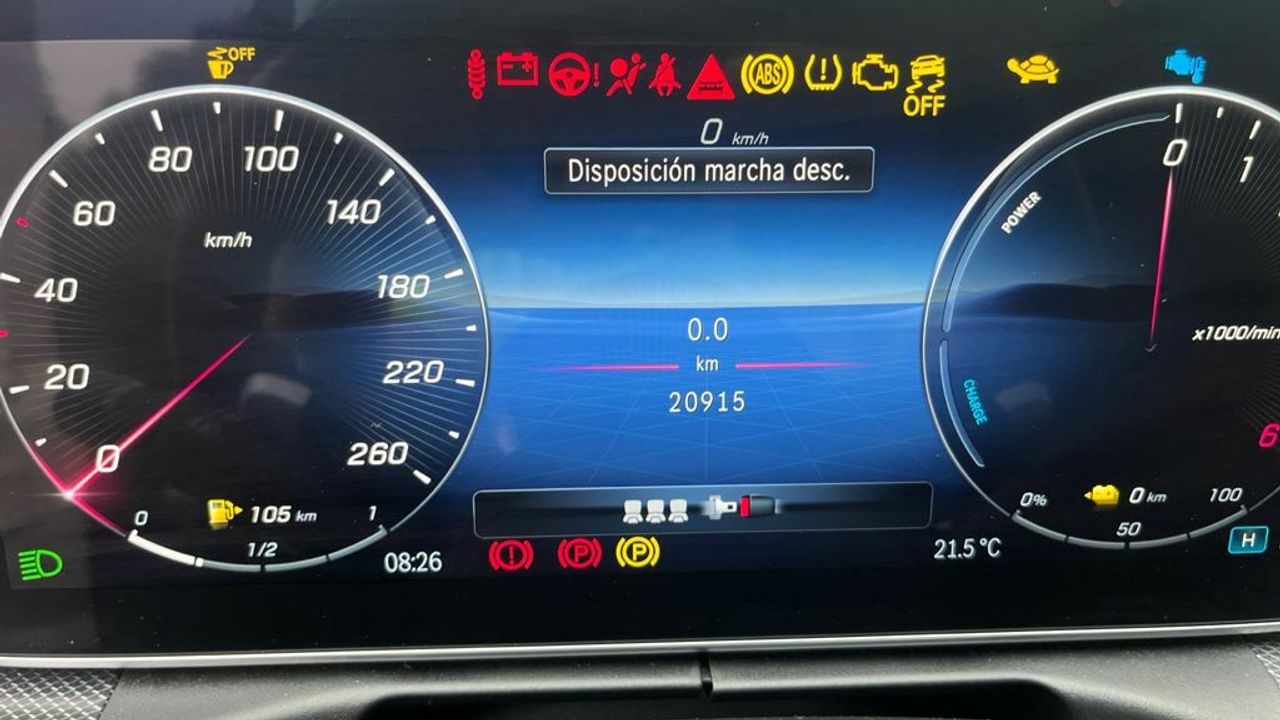 OFF
ABS
OFF
0 km/h
Disposición marcha desc.
0
20
40
60
80
100
140
180
220
260
km/h
POWER
CHARGE
0
1
x1000/min
6
0.0
km
20915
0
1/2
1
105 km
08:26
P
P
21.5 °C
0%
50
100
0 km
H